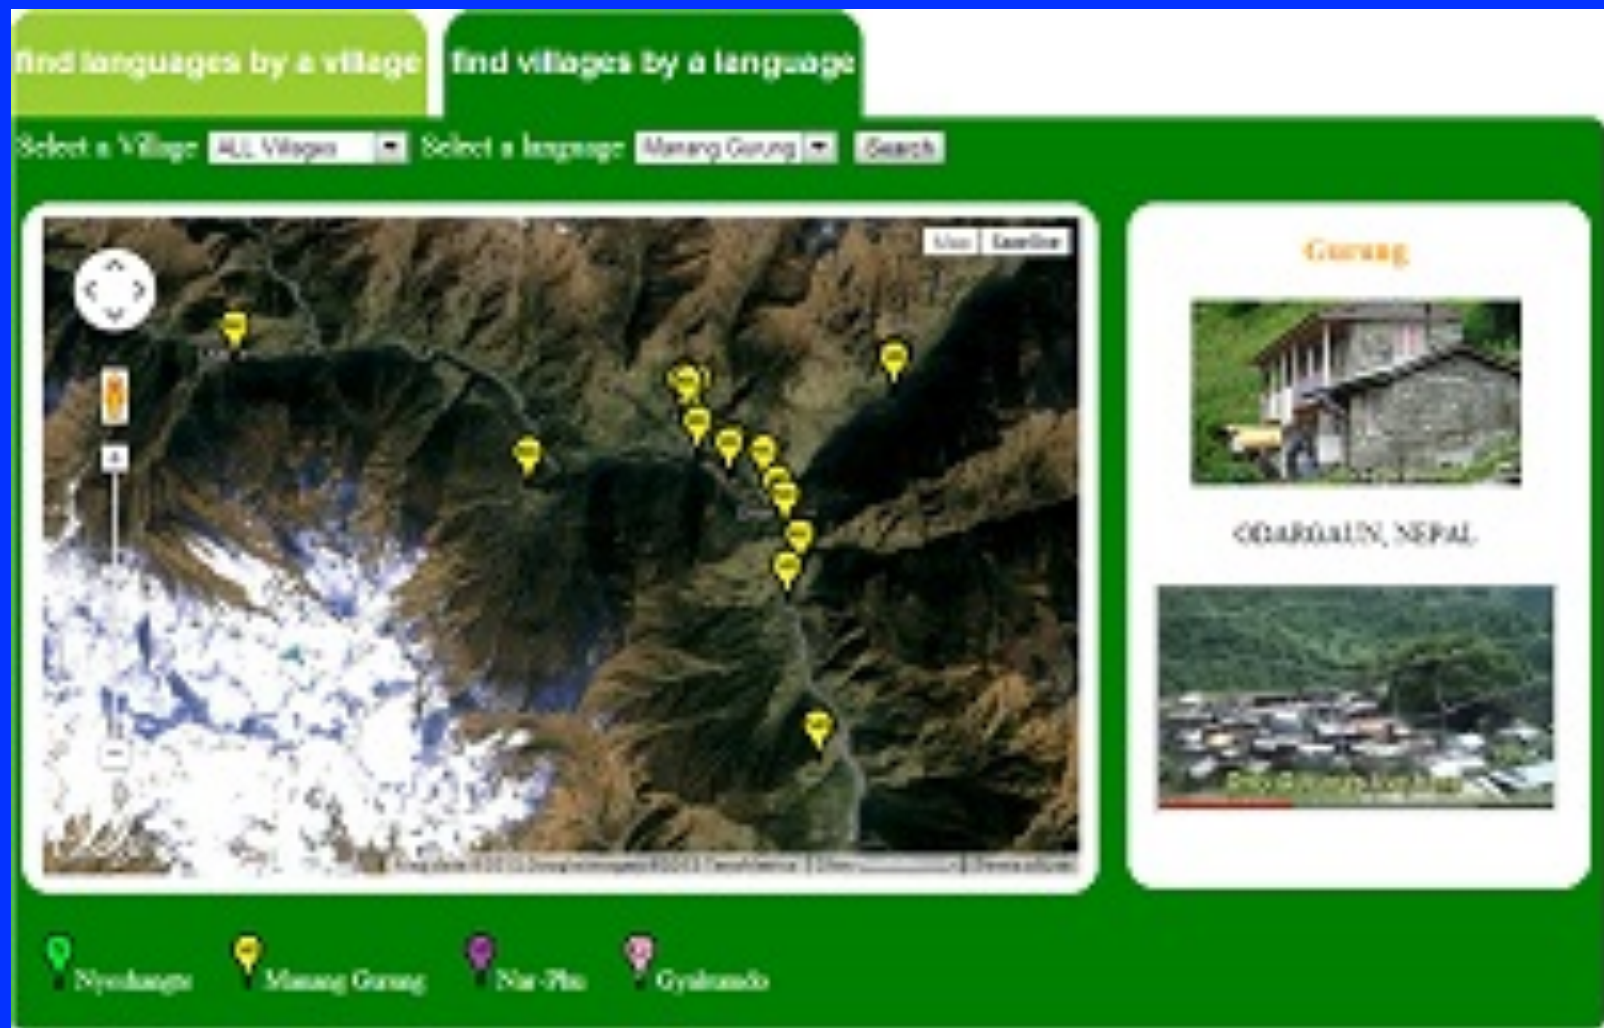 find languages by a village
find villages by a language
Select a Village ALL Villages Select a language Manang Gurung Search
Map Satellite
Gurung
ODARGAUN, NEPAL
Nyeshangte Manang Gurung Nar-Phu Gyalsumdo